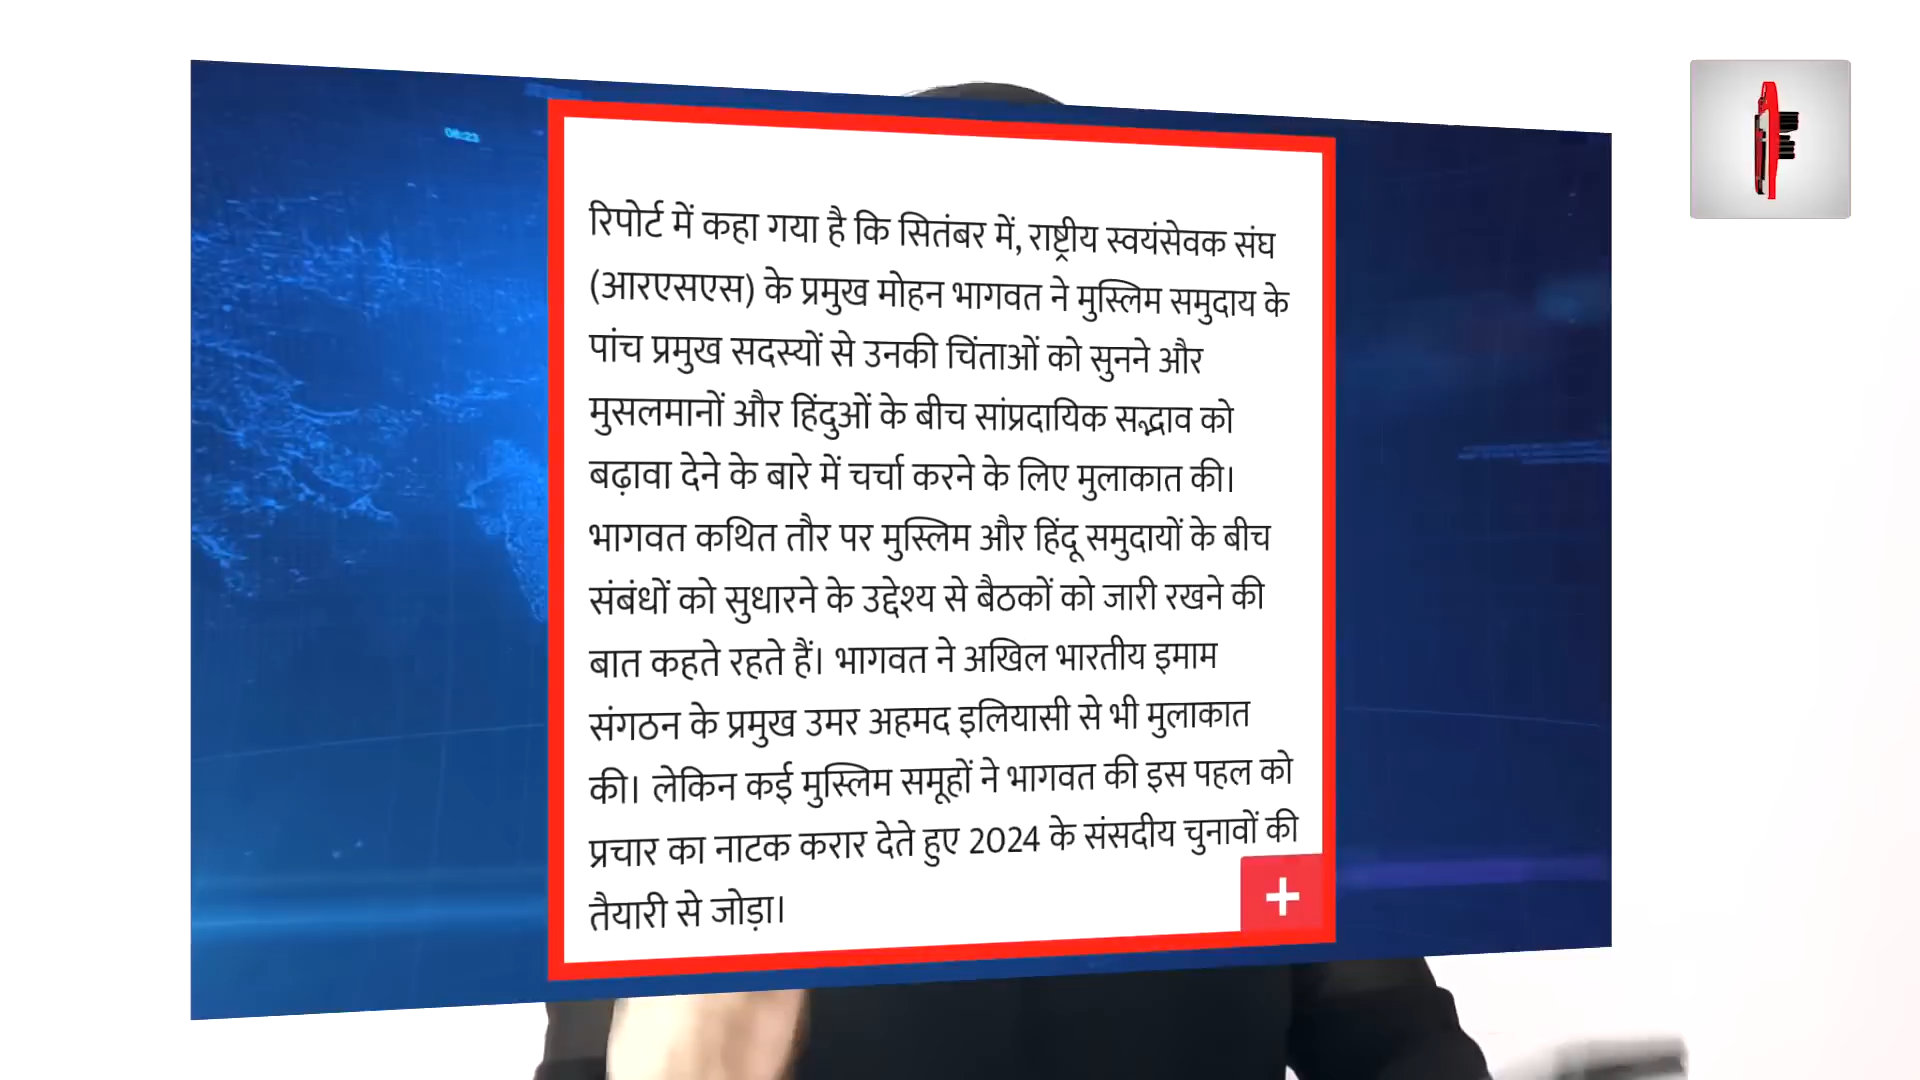 06:23
रिपोर्ट में कहा गया है कि सितंबर में, राष्ट्रीय स्वयंसेवक संघ
(आरएसएस) के प्रमुख मोहन भागवत ने मुस्लिम समुदाय के
पांच प्रमुख सदस्यों से उनकी चिंताओं को सुनने और
मुसलमानों और हिंदुओं के बीच सांप्रदायिक सद्भाव को
बढ़ावा देने के बारे में चर्चा करने के लिए मुलाकात की।
भागवत कथित तौर पर मुस्लिम और हिंदू समुदायों के बीच
संबंधों को सुधारने के उद्देश्य से बैठकों को जारी रखने की
बात कहते रहते हैं। भागवत ने अखिल भारतीय इमाम
संगठन के प्रमुख उमर अहमद इलियासी से भी मुलाकात
की। लेकिन कई मुस्लिम समूहों ने भागवत की इस पहल को
प्रचार का नाटक करार देते हुए 2024 के संसदीय चुनावों की
तैयारी से जोड़ा।